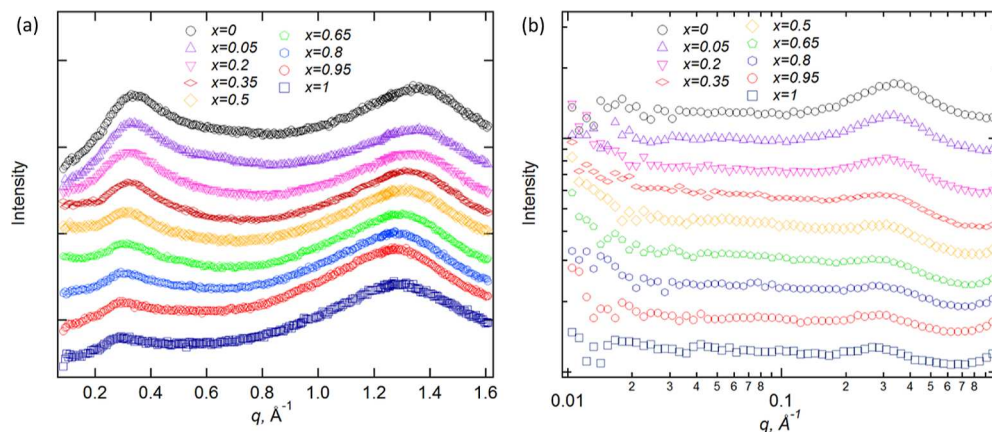 (a)
x=0
x=0.05
x=0.2
x=0.35
x=0.5
x=0.65
x=0.8
x=0.95
x=1
Intensity
0.2 0.4 0.6 0.8 1.0 1.2 1.4 1.6
q, Å-1
(b)
x=0
x=0.05
x=0.2
x=0.35
x=0.5
x=0.65
x=0.8
x=0.95
x=1
Intensity
0.01 2 3 4 5 6 7 8 0.1 2 3 4 5 6 7 8
q, Å-1